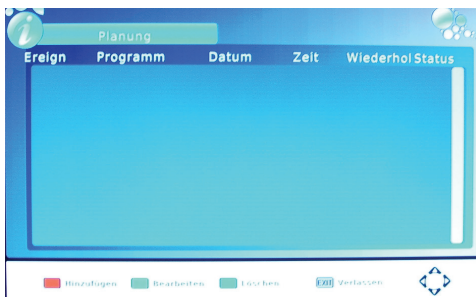 Planung
Ereign Programm Datum Zeit Wiederhol Status
Hinzufügen Bearbeiten Löschen EXIT Verlassen